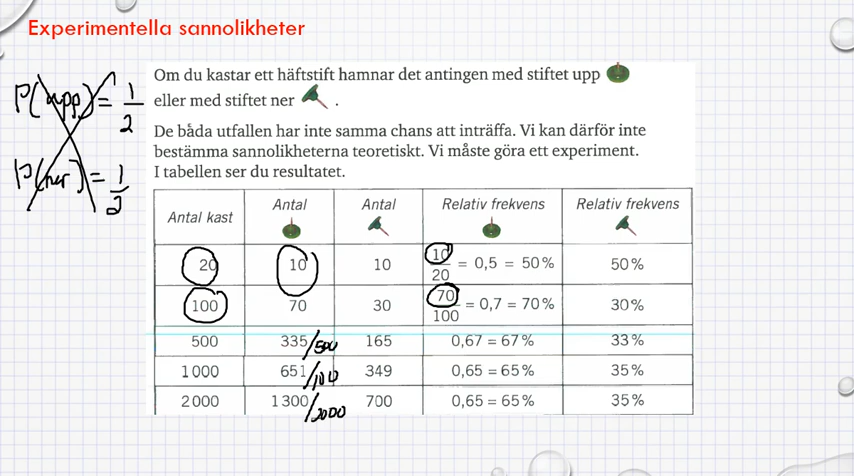 Experimentella sannolikheter
P(upp) = 1/2
P(ner) = 1/2
Om du kastar ett häftstift hamnar det antingen med stiftet upp
eller med stiftet ner .
De båda utfallen har inte samma chans att inträffa. Vi kan därför inte
bestämma sannolikheterna teoretiskt. Vi måste göra ett experiment.
I tabellen ser du resultatet.
Antal kast Antal Antal Relativ frekvens Relativ frekvens
20 10 10 10/20 = 0,5 = 50% 50%
100 70 30 70/100 = 0,7 = 70% 30%
500 335/500 165 0,67 = 67% 33%
1000 651/100 349 0,65 = 65% 35%
2000 1300/2000 700 0,65 = 65% 35%